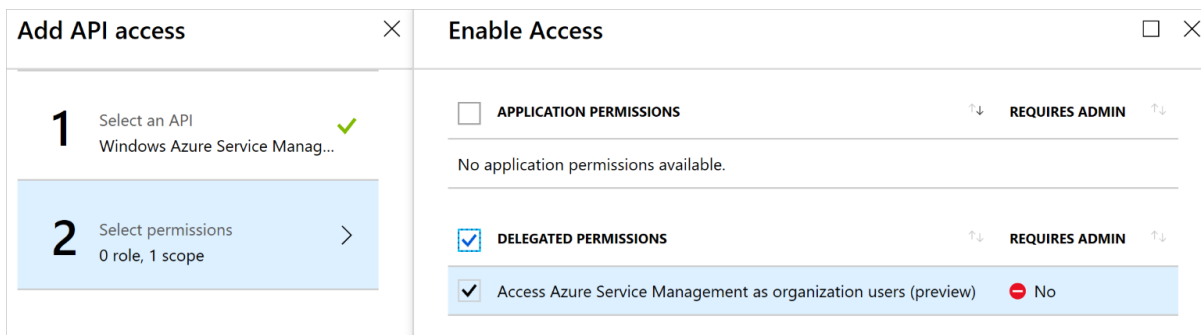 Add API access
1
Select an API
Windows Azure Service Manag...
2
Select permissions
0 role, 1 scope
Enable Access
APPLICATION PERMISSIONS REQUIRES ADMIN
No application permissions available.
DELEGATED PERMISSIONS REQUIRES ADMIN
Access Azure Service Management as organization users (preview) No